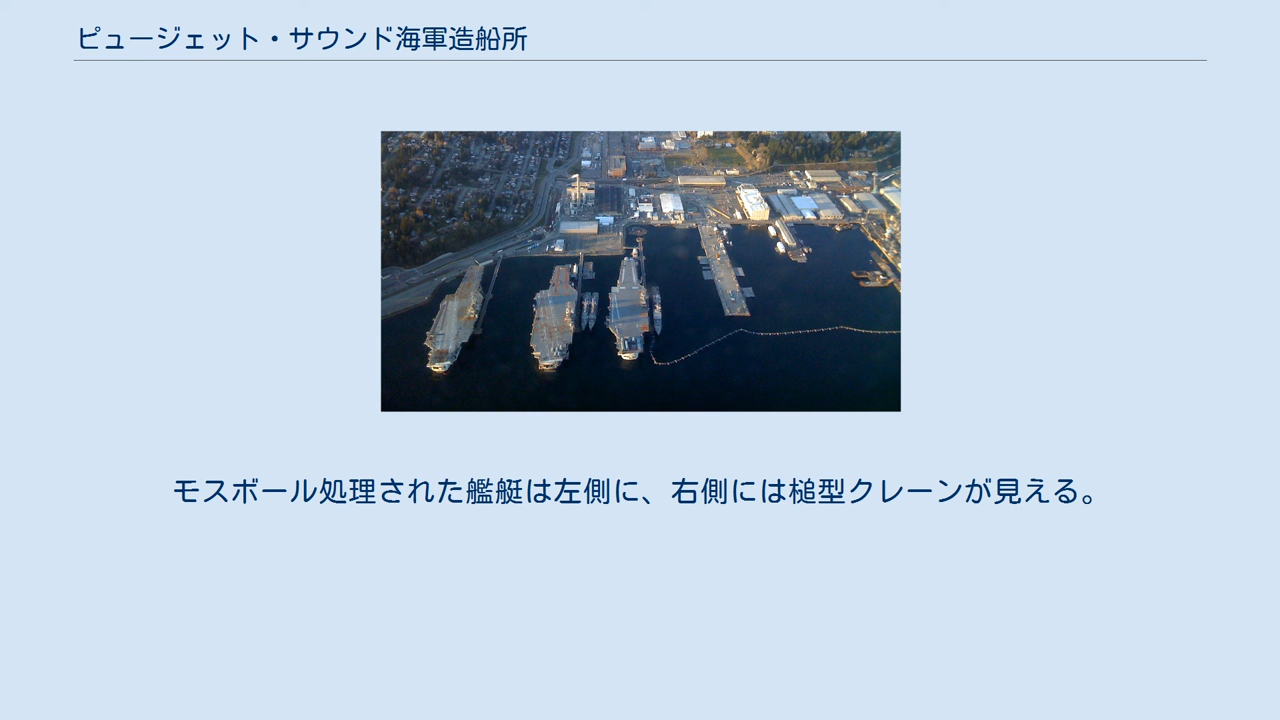 ピュージェット・サウンド海軍造船所
モスボール処理された艦艇は左側に、右側には槌型クレーンが見える。